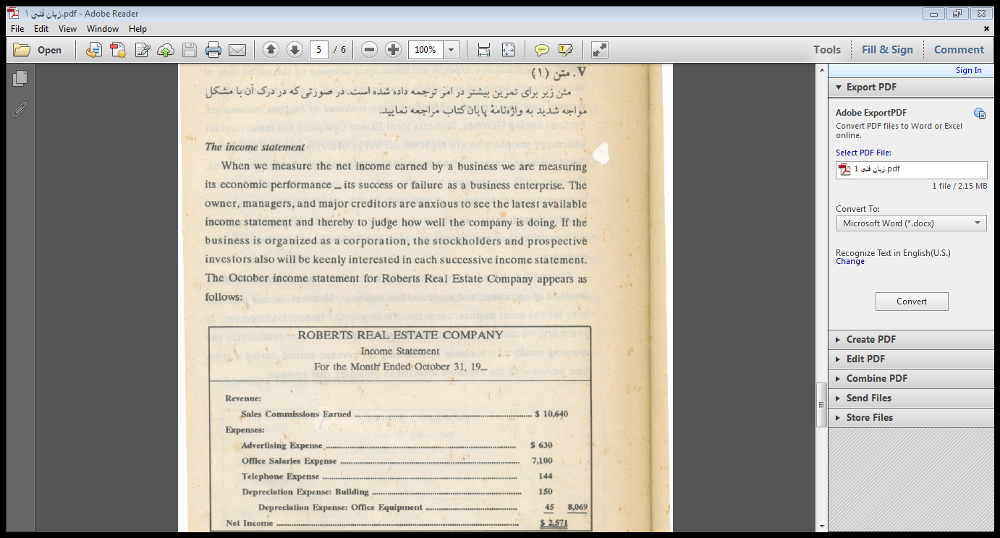 زبان فنی ۱.pdf - Adobe Reader
File Edit View Window Help
Open 5 / 6 100% Tools Fill & Sign Comment
Sign In
Export PDF
Adobe ExportPDF
Convert PDF files to Word or Excel
online.
Select PDF File:
زبان فنی 1.pdf
1 file / 2.15 MB
Convert To:
Microsoft Word (*.docx)
Recognize Text in English(U.S.)
Change
Convert
Create PDF
Edit PDF
Combine PDF
Send Files
Store Files
V. متن (۱)
متن زیر برای تمرین بیشتر در امر ترجمه داده شده است. در صورتی که در درک آن با مشکل
مواجه شدید به واژه‌نامهٔ پایان کتاب مراجعه نمایید.
The income statement
When we measure the net income earned by a business we are measuring
its economic performance – its success or failure as a business enterprise. The
owner, managers, and major creditors are anxious to see the latest available
income statement and thereby to judge how well the company is doing. If the
business is organized as a corporation, the stockholders and prospective
investors also will be keenly interested in each successive income statement.
The October income statement for Roberts Real Estate Company appears as
follows:
ROBERTS REAL ESTATE COMPANY
Income Statement
For the Month Ended October 31, 19_
Revenue:
Sales Commissions Earned ........ $ 10,640
Expenses:
Advertising Expense ........ $ 630
Office Salaries Expense ........ 7,100
Telephone Expense ........ 144
Depreciation Expense: Building ........ 150
Depreciation Expense: Office Equipment ........ 45 8,069
Net Income ........ $ 2,571